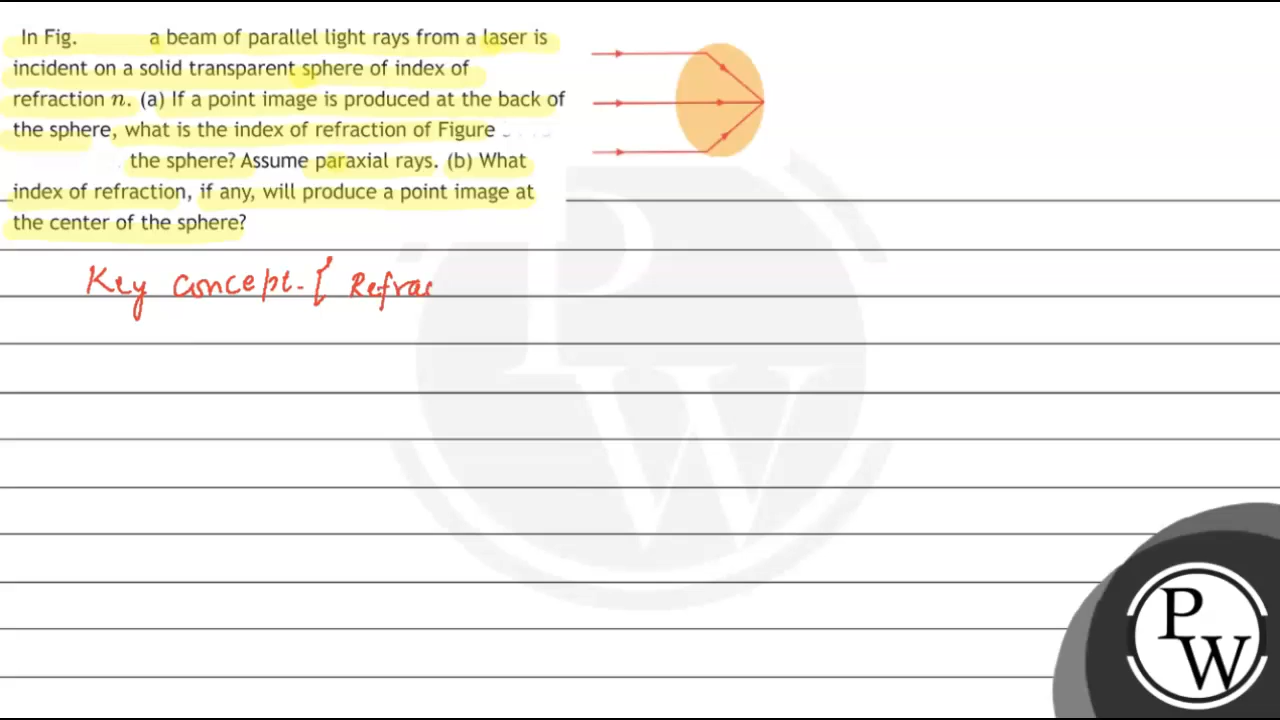 In Fig. a beam of parallel light rays from a laser is
incident on a solid transparent sphere of index of
refraction n. (a) If a point image is produced at the back of
the sphere, what is the index of refraction of Figure
the sphere? Assume paraxial rays. (b) What
index of refraction, if any, will produce a point image at
the center of the sphere?
Key concept. [ Refrac
P
W
P
W